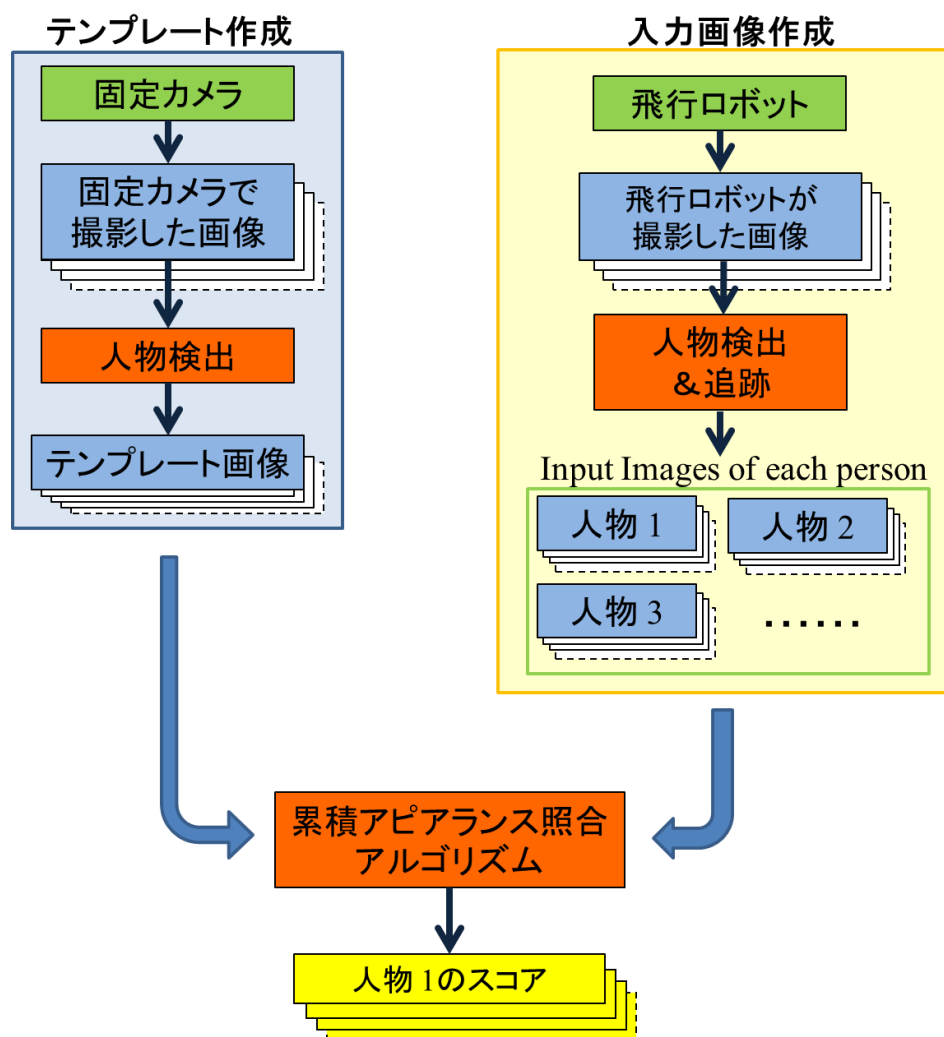 テンプレート作成
固定カメラ
固定カメラで
撮影した画像
人物検出
テンプレート画像
入力画像作成
飛行ロボット
飛行ロボットが
撮影した画像
人物検出
＆追跡
Input Images of each person
人物 1
人物 2
人物 3
……
累積アピアランス照合
アルゴリズム
人物 1のスコア